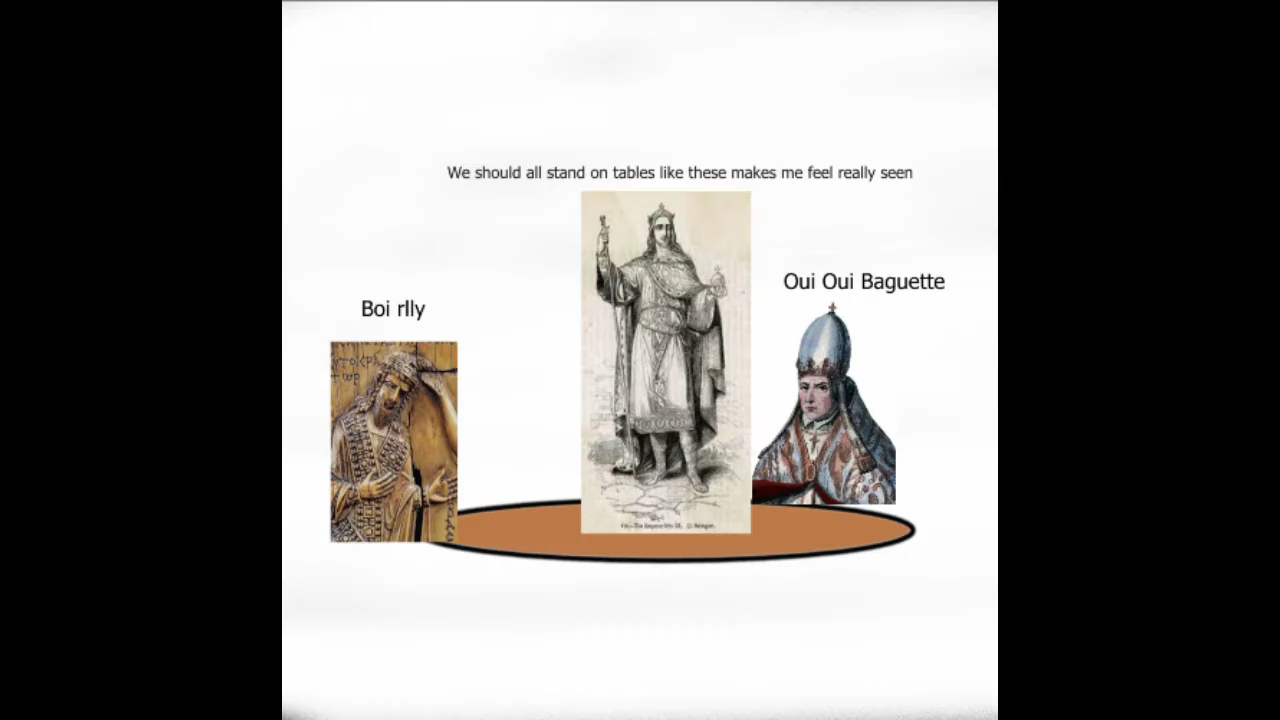 We should all stand on tables like these makes me feel really seen
Oui Oui Baguette
Boi rlly